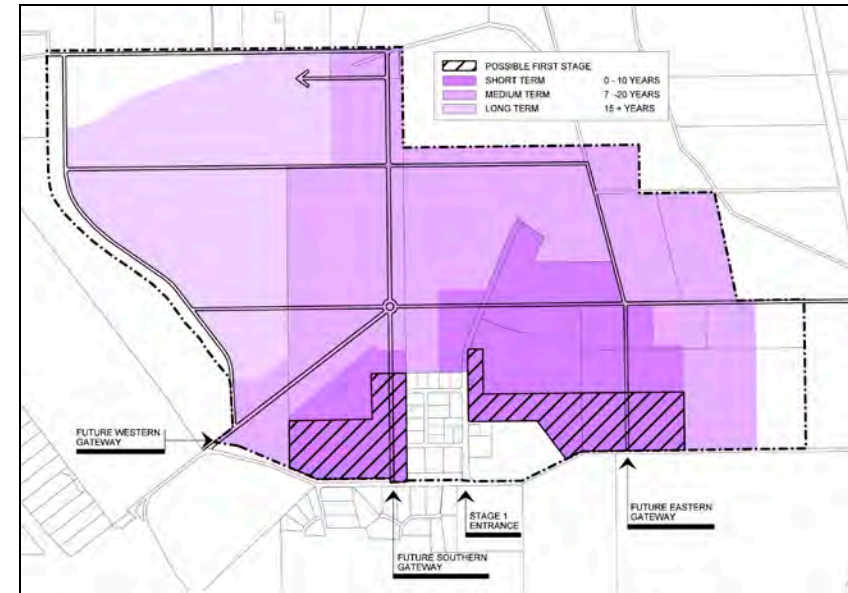 POSSIBLE FIRST STAGE
SHORT TERM 0 - 10 YEARS
MEDIUM TERM 7 -20 YEARS
LONG TERM 15 + YEARS
FUTURE WESTERN
GATEWAY
STAGE 1
ENTRANCE
FUTURE EASTERN
GATEWAY
FUTURE SOUTHERN
GATEWAY